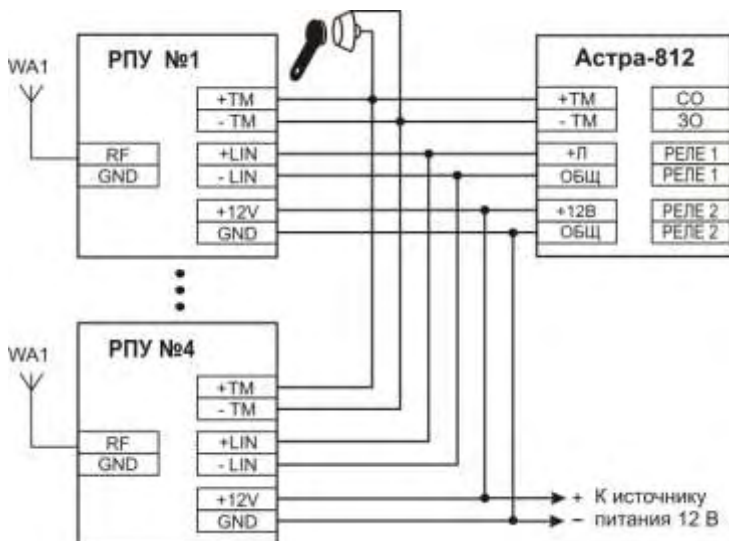 РПУ №1
WA1
+TM
- TM
RF
GND
+LIN
- LIN
+12V
GND
Астра-812
+TM
- TM
+Л
ОБЩ
+12В
ОБЩ
СО
ЗО
РЕЛЕ 1
РЕЛЕ 1
РЕЛЕ 2
РЕЛЕ 2
РПУ №4
WA1
+TM
- TM
RF
GND
+LIN
- LIN
+12V
GND
+ К источнику
− питания 12 В